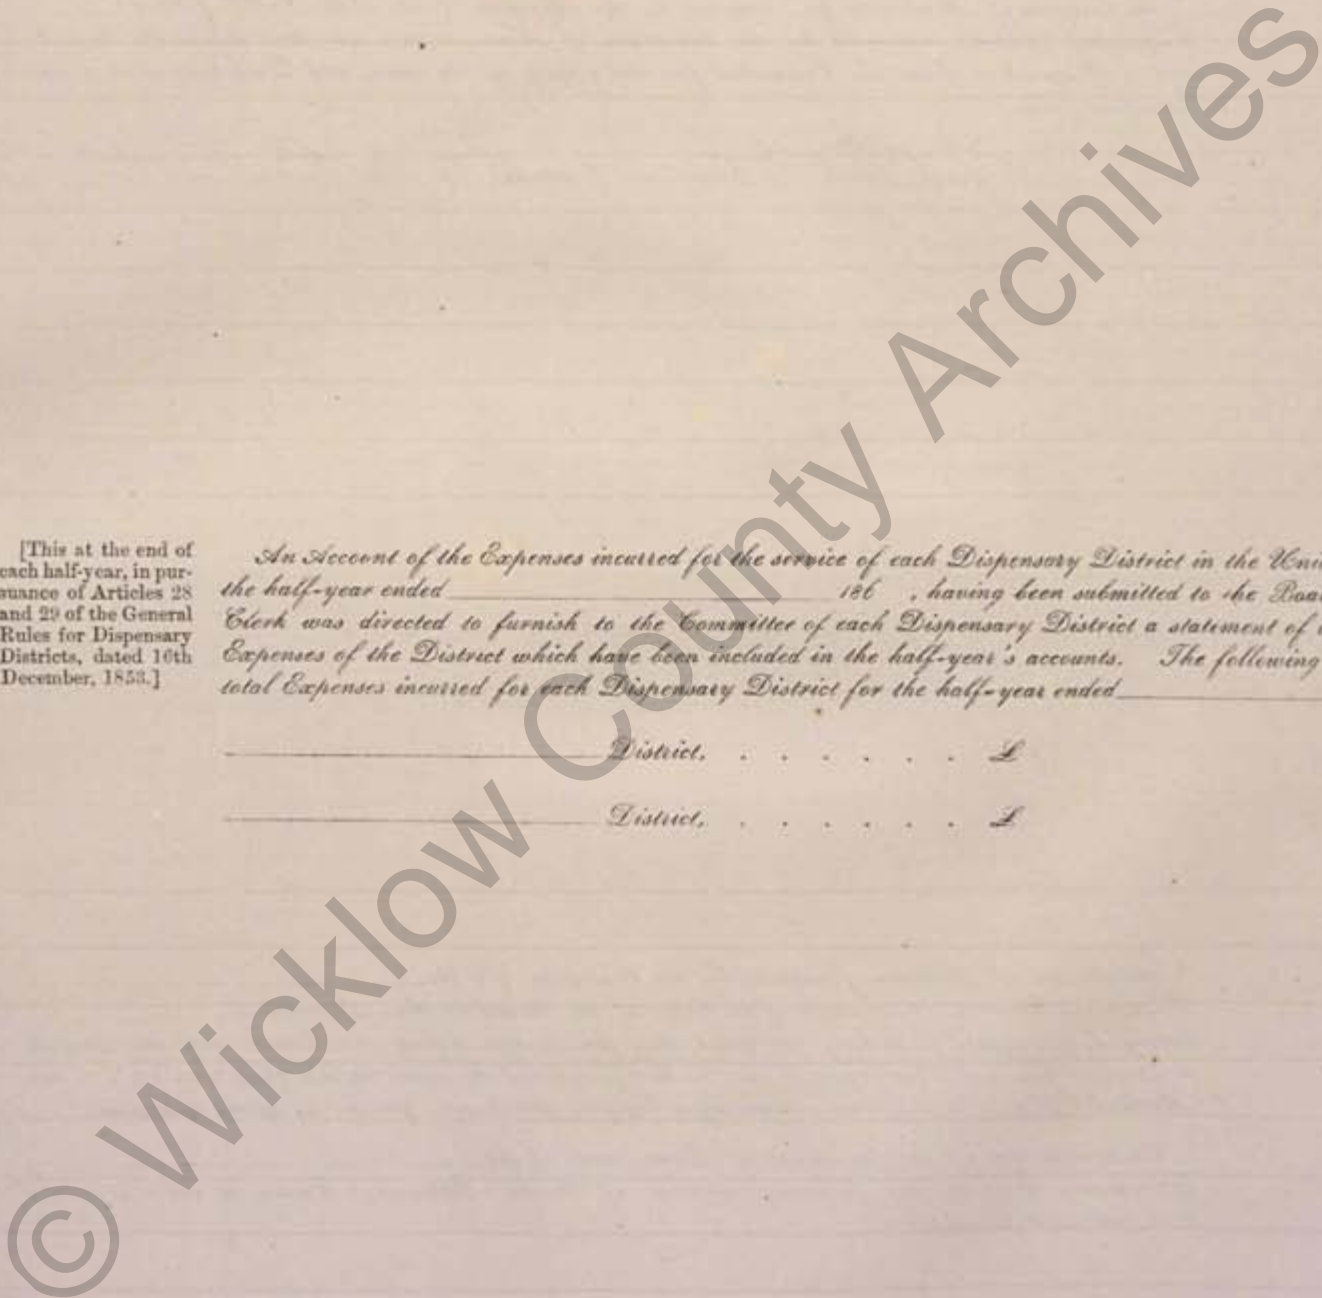 [This at the end of
each half-year, in pur-
suance of Articles 28
and 29 of the General
Rules for Dispensary
Districts, dated 16th
December, 1853.]
An Account of the Expenses incurred for the service of each Dispensary District in the Uni
the half-year ended 186 , having been submitted to the Boa
Clerk was directed to furnish to the Committee of each Dispensary District a statement of
Expenses of the District which have been included in the half-year's accounts. The following
total Expenses incurred for each Dispensary District for the half-year ended
District, . . . . . . £
District, . . . . . . £
© Wicklow County Archives